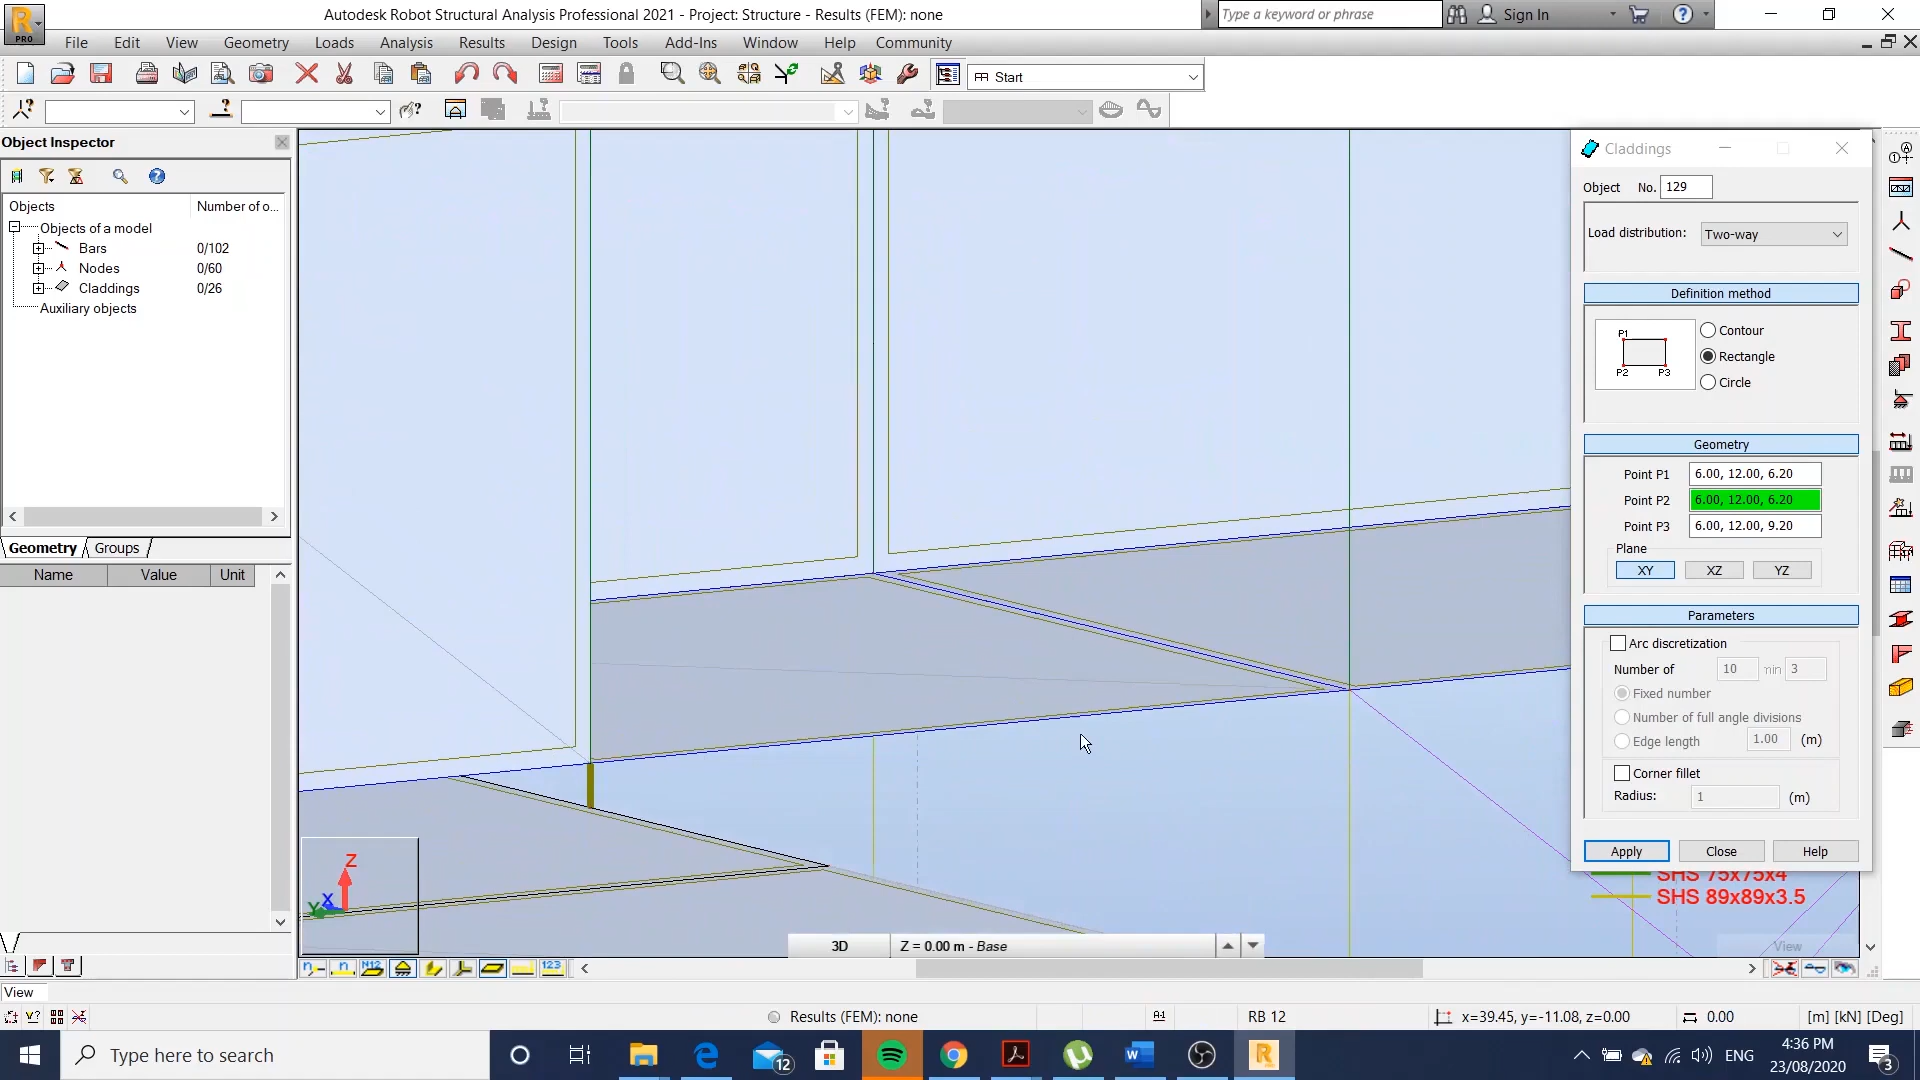 Autodesk Robot Structural Analysis Professional 2021 - Project: Structure - Results (FEM): none
Type a keyword or phrase
Sign In
PRO
File Edit View Geometry Loads Analysis Results Design Tools Add-Ins Window Help Community
Start
Object Inspector
Objects Number of o...
Objects of a model
Bars 0/102
Nodes 0/60
Claddings 0/26
Auxiliary objects
Geometry Groups
Name Value Unit
Claddings
Object No. 129
Load distribution: Two-way
Definition method
P1
P2 P3
Contour
Rectangle
Circle
Geometry
Point P1 6.00, 12.00, 6.20
Point P2 6.00, 12.00, 6.20
Point P3 6.00, 12.00, 9.20
Plane
XY XZ YZ
Parameters
Arc discretization
Number of 10 min 3
Fixed number
Number of full angle divisions
Edge length 1.00 (m)
Corner fillet
Radius: 1 (m)
Apply Close Help
SHS 75x75x4
SHS 89x89x3.5
Z
X
Y
3D Z = 0.00 m - Base
View
View
Results (FEM): none
RB 12
x=39.45, y=-11.08, z=0.00
0.00
[m] [kN] [Deg]
Type here to search
12
ENG
4:36 PM
23/08/2020
3